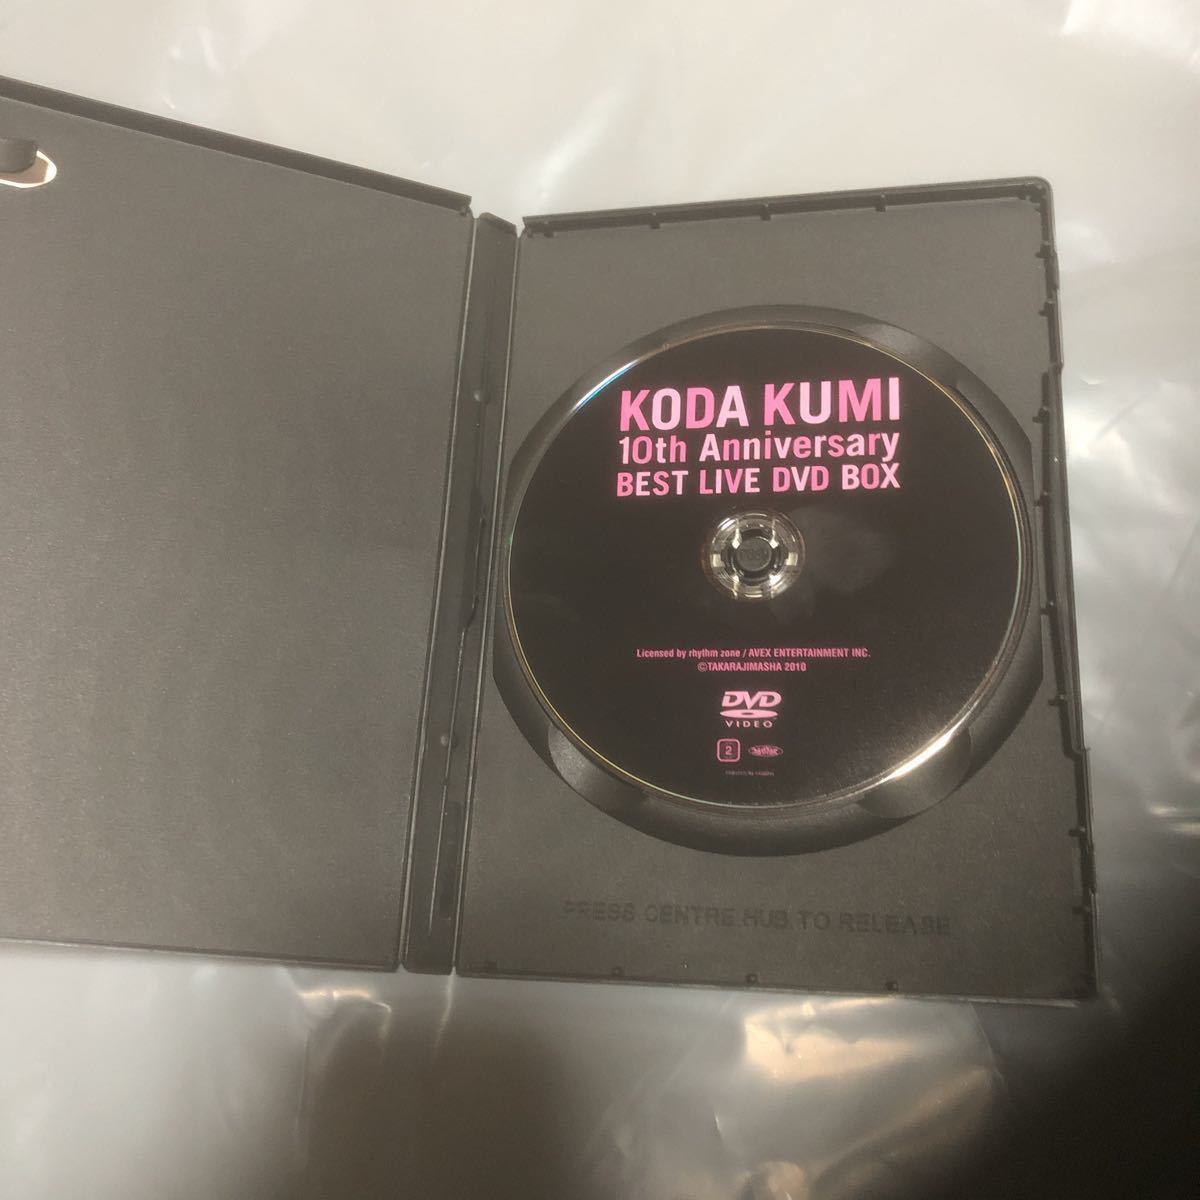 KODA KUMI
10th Anniversary
BEST LIVE DVD BOX
Licensed by rhythm zone / AVEX ENTERTAINMENT INC.
©TAKARAJIMASHA 2010
DVD
VIDEO
2
PRESS CENTRE HUB TO RELEASE